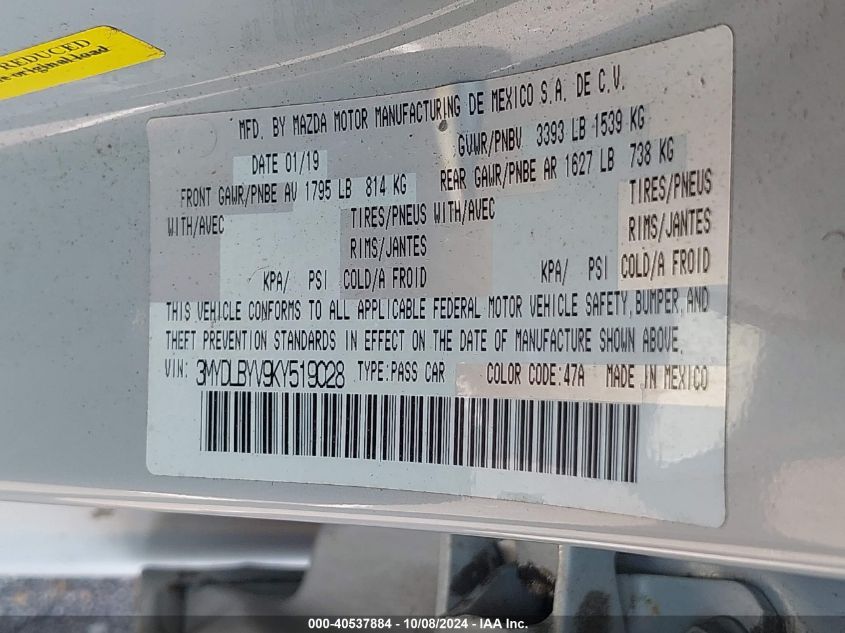 REDUCED
original load
MFD. BY MAZDA MOTOR MANUFACTURING DE MEXICO S.A. DE C.V.
DATE 01/19 GVWR/PNBV 3393 LB 1539 KG
FRONT GAWR/PNBE AV 1795 LB 814 KG REAR GAWR/PNBE AR 1627 LB 738 KG
WITH/AVEC TIRES/PNEUS WITH/AVEC TIRES/PNEUS
RIMS/JANTES RIMS/JANTES
KPA/ PSI COLD/A FROID KPA/ PSI COLD/A FROID
THIS VEHICLE CONFORMS TO ALL APPLICABLE FEDERAL MOTOR VEHICLE SAFETY, BUMPER, AND
THEFT PREVENTION STANDARDS IN EFFECT ON THE DATE OF MANUFACTURE SHOWN ABOVE.
VIN: 3MYDLBYV9KY519028 TYPE:PASS CAR COLOR CODE:47A MADE IN MEXICO
000-40537884 - 10/08/2024 - IAA Inc.